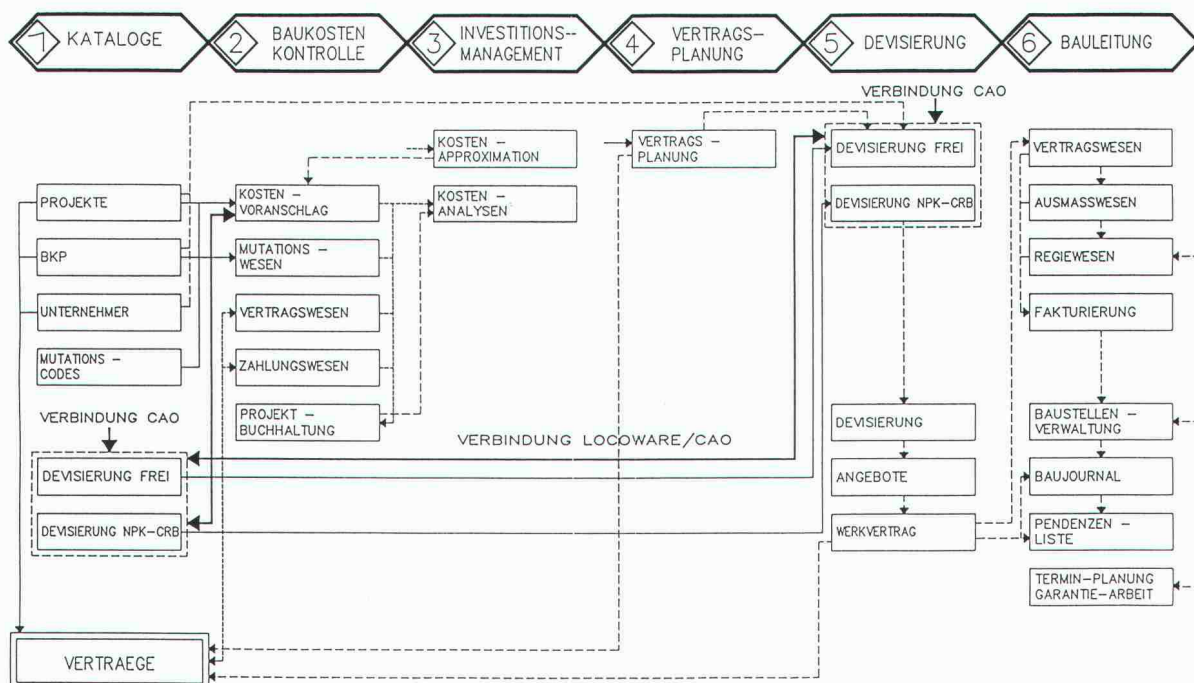 1 KATALOGE
2 BAUKOSTEN
KONTROLLE
3 INVESTITIONS-
MANAGEMENT
4 VERTRAGS-
PLANUNG
5 DEVISIERUNG
6 BAULEITUNG
PROJEKTE
BKP
UNTERNEHMER
MUTATIONS -
CODES
VERBINDUNG CAO
DEVISIERUNG FREI
DEVISIERUNG NPK-CRB
VERTRAEGE
KOSTEN -
VORANSCHLAG
MUTATIONS -
WESEN
VERTRAGSWESEN
ZAHLUNGSWESEN
PROJEKT -
BUCHHALTUNG
KOSTEN -
APPROXIMATION
KOSTEN -
ANALYSEN
VERBINDUNG LOCOWARE/CAO
VERTRAGS -
PLANUNG
VERBINDUNG CAO
DEVISIERUNG FREI
DEVISIERUNG NPK-CRB
DEVISIERUNG
ANGEBOTE
WERKVERTRAG
VERTRAGSWESEN
AUSMASSWESEN
REGIEWESEN
FAKTURIERUNG
BAUSTELLEN -
VERWALTUNG
BAUJOURNAL
PENDENZEN -
LISTE
TERMIN-PLANUNG
GARANTIE-ARBEIT